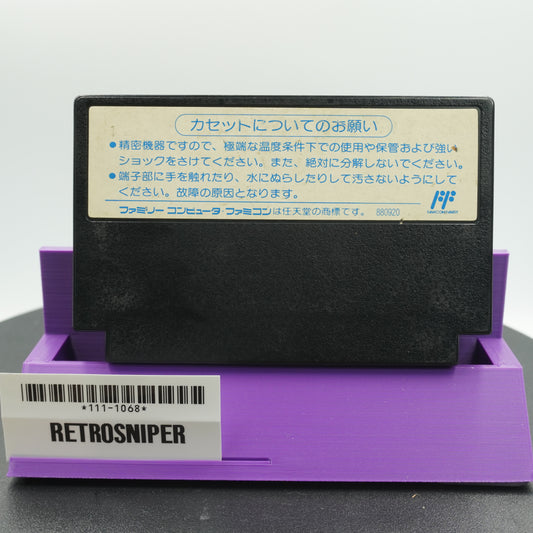 カセットについてのお願い
●精密機器ですので、極端な温度条件下での使用や保管および強い
ショックをさけてください。また、絶対に分解しないでください。
●端子部に手を触れたり、水にぬらしたりして汚さないようにして
ください。故障の原因となります。
ファミリーコンピュータ・ファミコンは任天堂の商標です。 880920
*111-1068*
RETROSNIPER